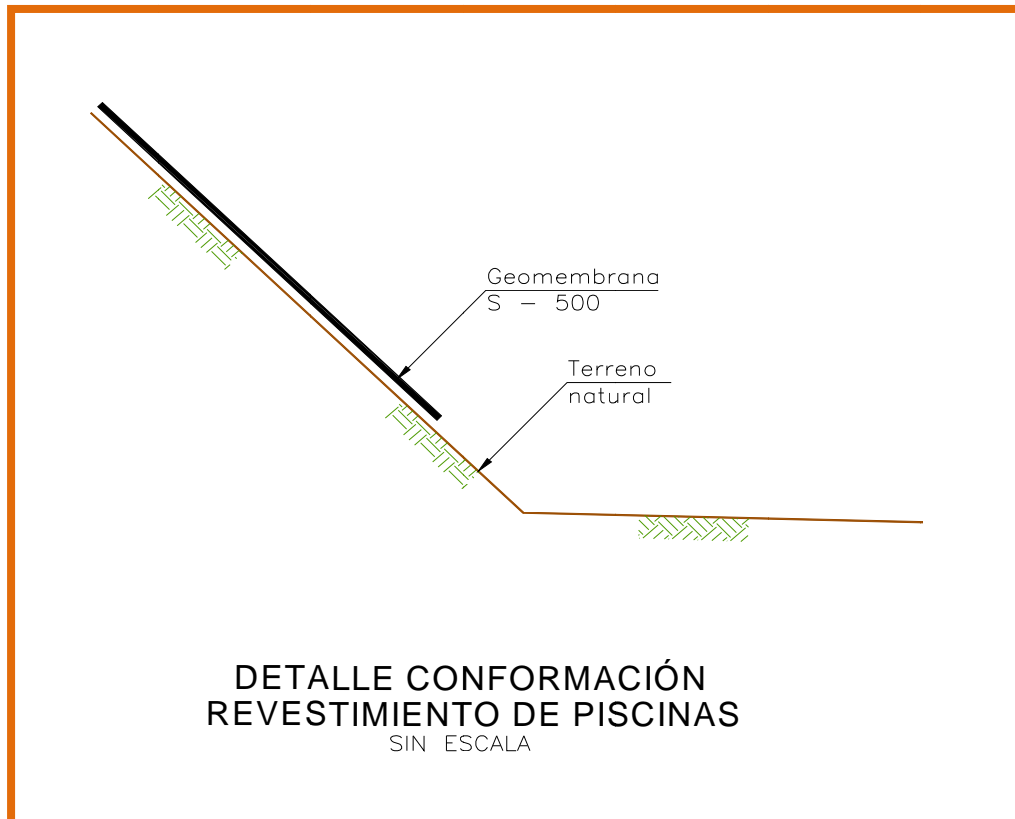 Geomembrana
S - 500
Terreno
natural
DETALLE CONFORMACIÓN
REVESTIMIENTO DE PISCINAS
SIN ESCALA